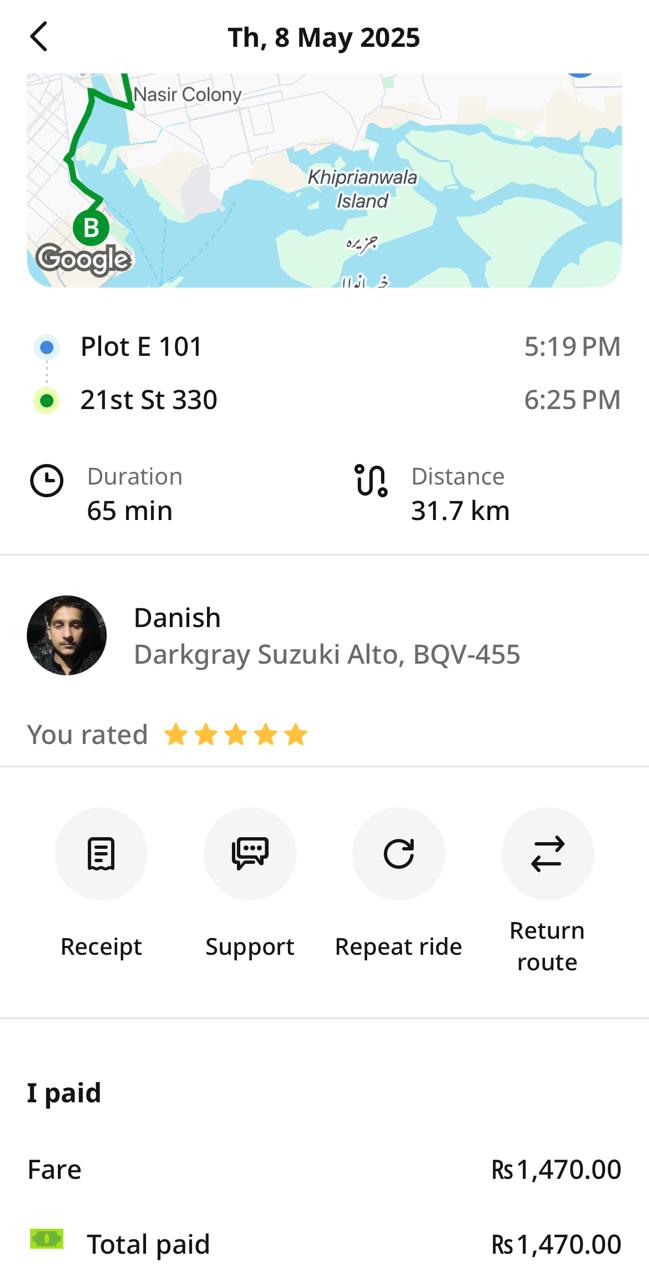 Th, 8 May 2025
Nasir Colony
Khiprianwala
Island
جزیرہ
B
Google
Plot E 101
5:19 PM
21st St 330
6:25 PM
Duration
65 min
Distance
31.7 km
Danish
Darkgray Suzuki Alto, BQV-455
You rated
Receipt
Support
Repeat ride
Return
route
I paid
Fare
₨1,470.00
Total paid
₨1,470.00